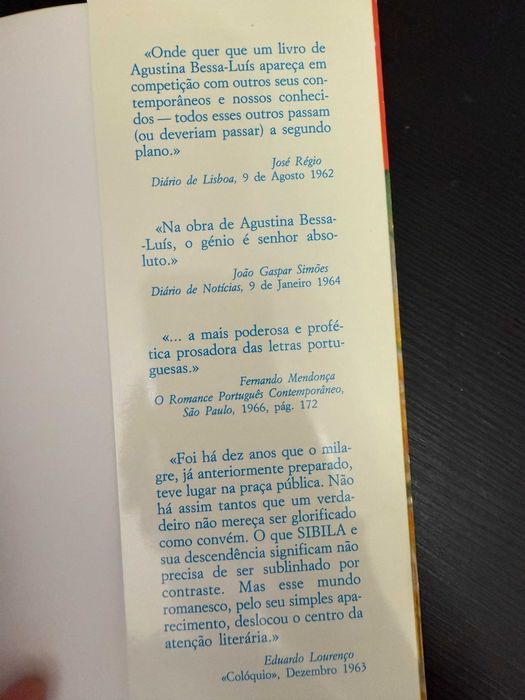 «Onde quer que um livro de
Agustina Bessa-Luís apareça em
competição com outros seus con-
temporâneos e nossos conheci-
dos — todos esses outros passam
(ou deveriam passar) a segundo
plano.»
José Régio
Diário de Lisboa, 9 de Agosto 1962
«Na obra de Agustina Bessa-
-Luís, o génio é senhor abso-
luto.»
João Gaspar Simões
Diário de Notícias, 9 de Janeiro 1964
«... a mais poderosa e profé-
tica prosadora das letras portu-
guesas.»
Fernando Mendonça
O Romance Português Contemporâneo,
São Paulo, 1966, pág. 172
«Foi há dez anos que o mila-
gre, já anteriormente preparado,
teve lugar na praça pública. Não
há assim tantos que um verda-
deiro não mereça ser glorificado
como convém. O que SIBILA e
sua descendência significam não
precisa de ser sublinhado por
contraste. Mas esse mundo
romanesco, pelo seu simples apa-
recimento, deslocou o centro da
atenção literária.»
Eduardo Lourenço
«Colóquio», Dezembro 1963